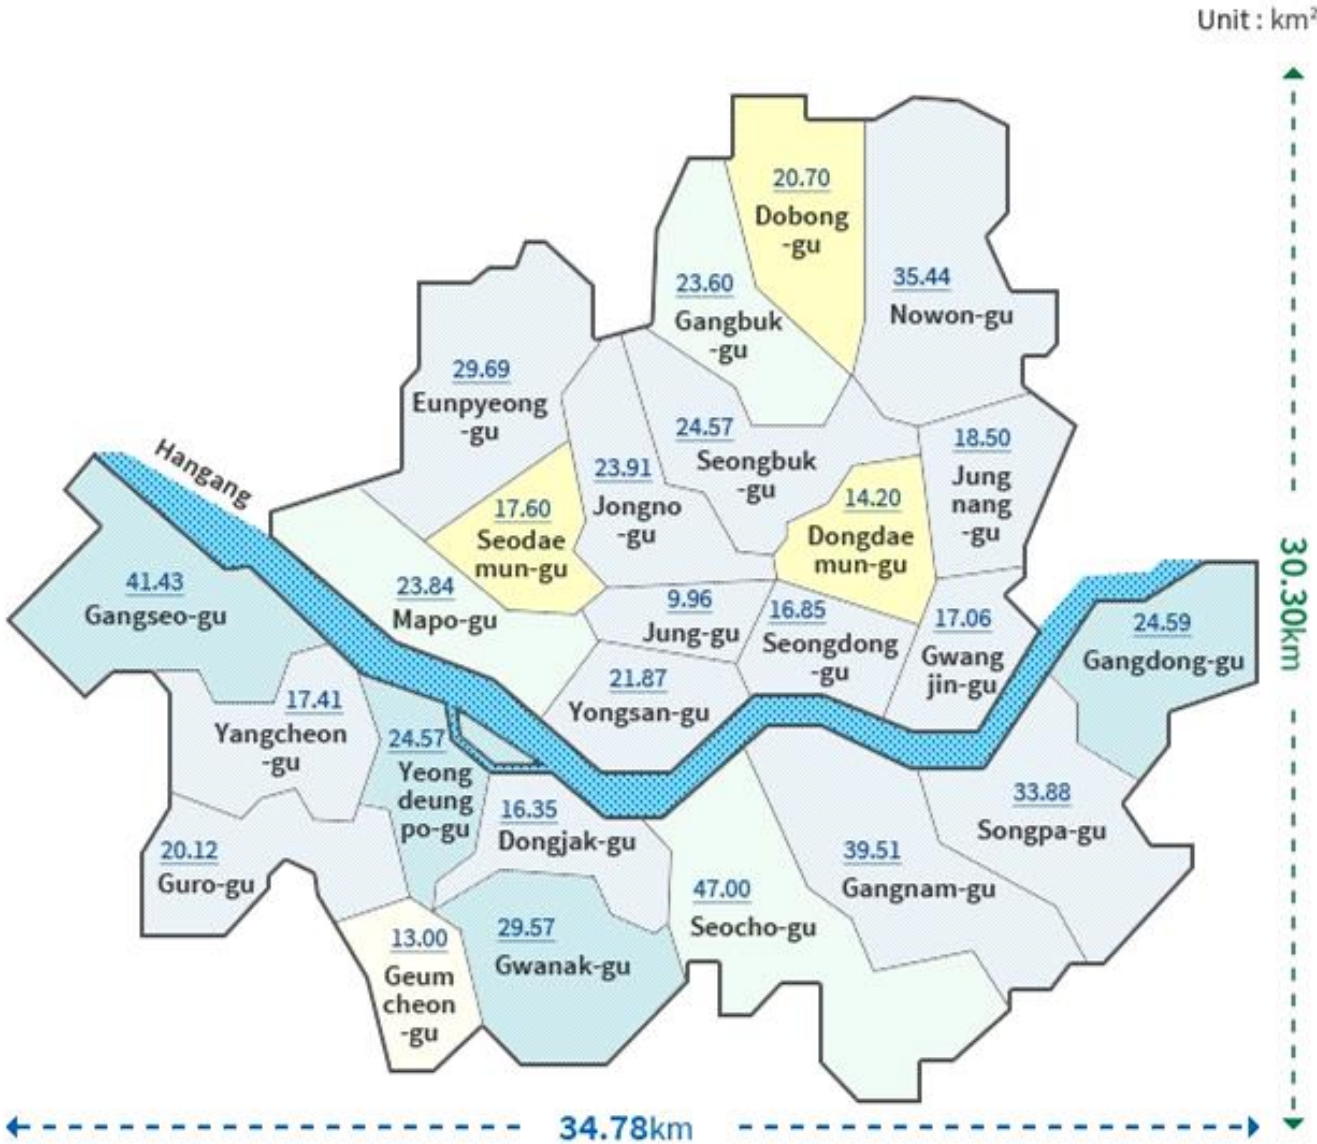 Unit : km²
20.70
Dobong
-gu
23.60
Gangbuk
-gu
35.44
Nowon-gu
29.69
Eunpyeong
-gu
24.57
Seongbuk
-gu
18.50
Jung
nang
-gu
Hangang
23.91
Jongno
-gu
17.60
Seodae
mun-gu
14.20
Dongdae
mun-gu
41.43
Gangseo-gu
23.84
Mapo-gu
9.96
Jung-gu
16.85
Seongdong
-gu
17.06
Gwang
jin-gu
24.59
Gangdong-gu
30.30km
17.41
Yangcheon
-gu
21.87
Yongsan-gu
24.57
Yeong
deung
po-gu
16.35
Dongjak-gu
33.88
Songpa-gu
20.12
Guro-gu
39.51
Gangnam-gu
47.00
Seocho-gu
13.00
Geum
cheon
-gu
29.57
Gwanak-gu
34.78km